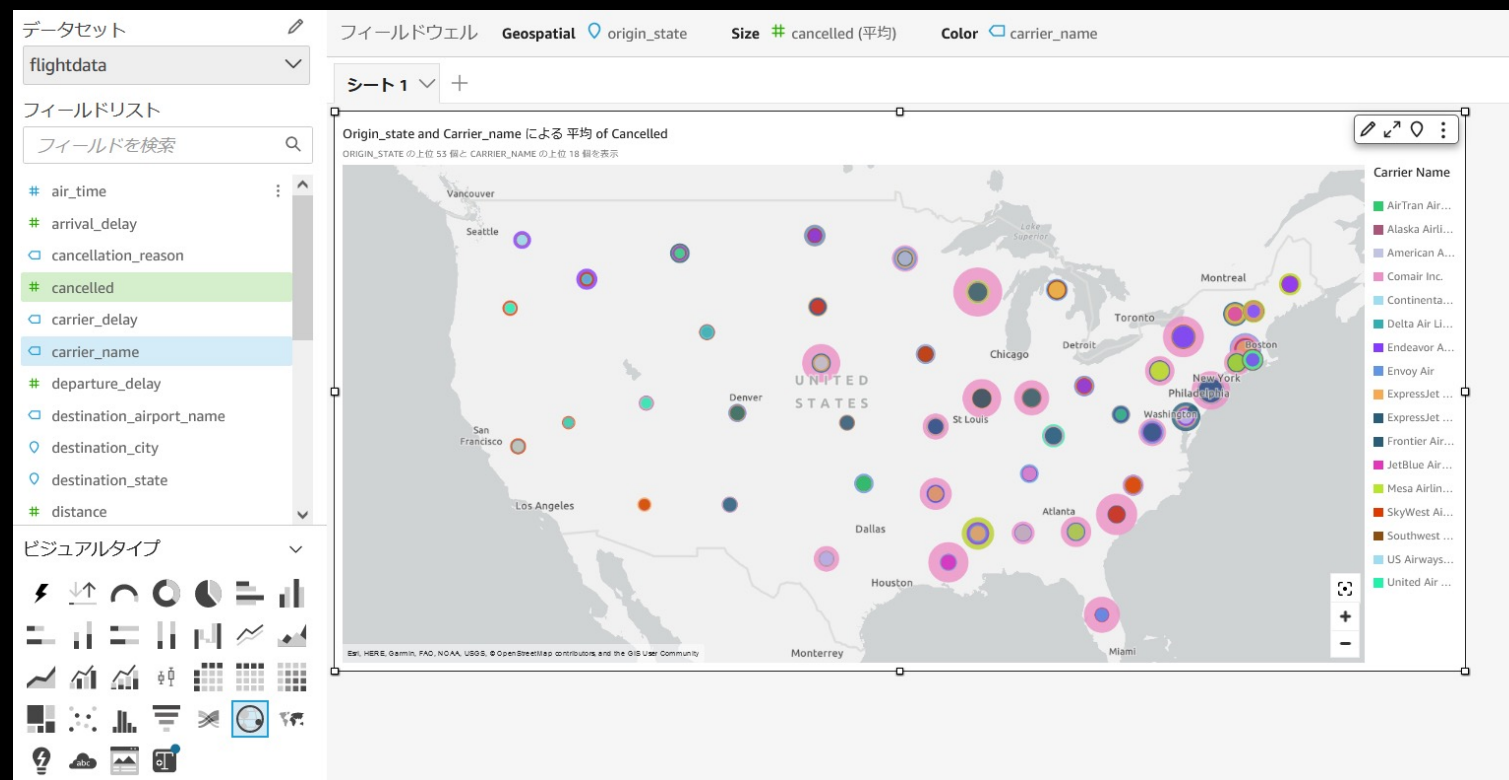 データセット
flightdata
フィールドリスト
フィールドを検索
air_time
arrival_delay
cancellation_reason
cancelled
carrier_delay
carrier_name
departure_delay
destination_airport_name
destination_city
destination_state
distance
ビジュアルタイプ
abc
フィールドウェル Geospatial origin_state Size cancelled (平均) Color carrier_name
シート 1
Origin_state and Carrier_name による 平均 of Cancelled
ORIGIN_STATE の上位 53 個と CARRIER_NAME の上位 18 個を表示
Vancouver
Seattle
Lake
Superior
Montreal
Toronto
Boston
Detroit
Chicago
New York
UNITED
STATES
Denver
Philadelphia
Washington
St Louis
San
Francisco
Los Angeles
Atlanta
Dallas
Houston
Monterrey
Miami
Esri, HERE, Garmin, FAO, NOAA, USGS, © OpenStreetMap contributors, and the GIS User Community
Carrier Name
AirTran Air...
Alaska Airli...
American A...
Comair Inc.
Continenta...
Delta Air Li...
Endeavor A...
Envoy Air
ExpressJet ...
ExpressJet ...
Frontier Air...
JetBlue Air...
Mesa Airlin...
SkyWest Ai...
Southwest ...
US Airways...
United Air ...